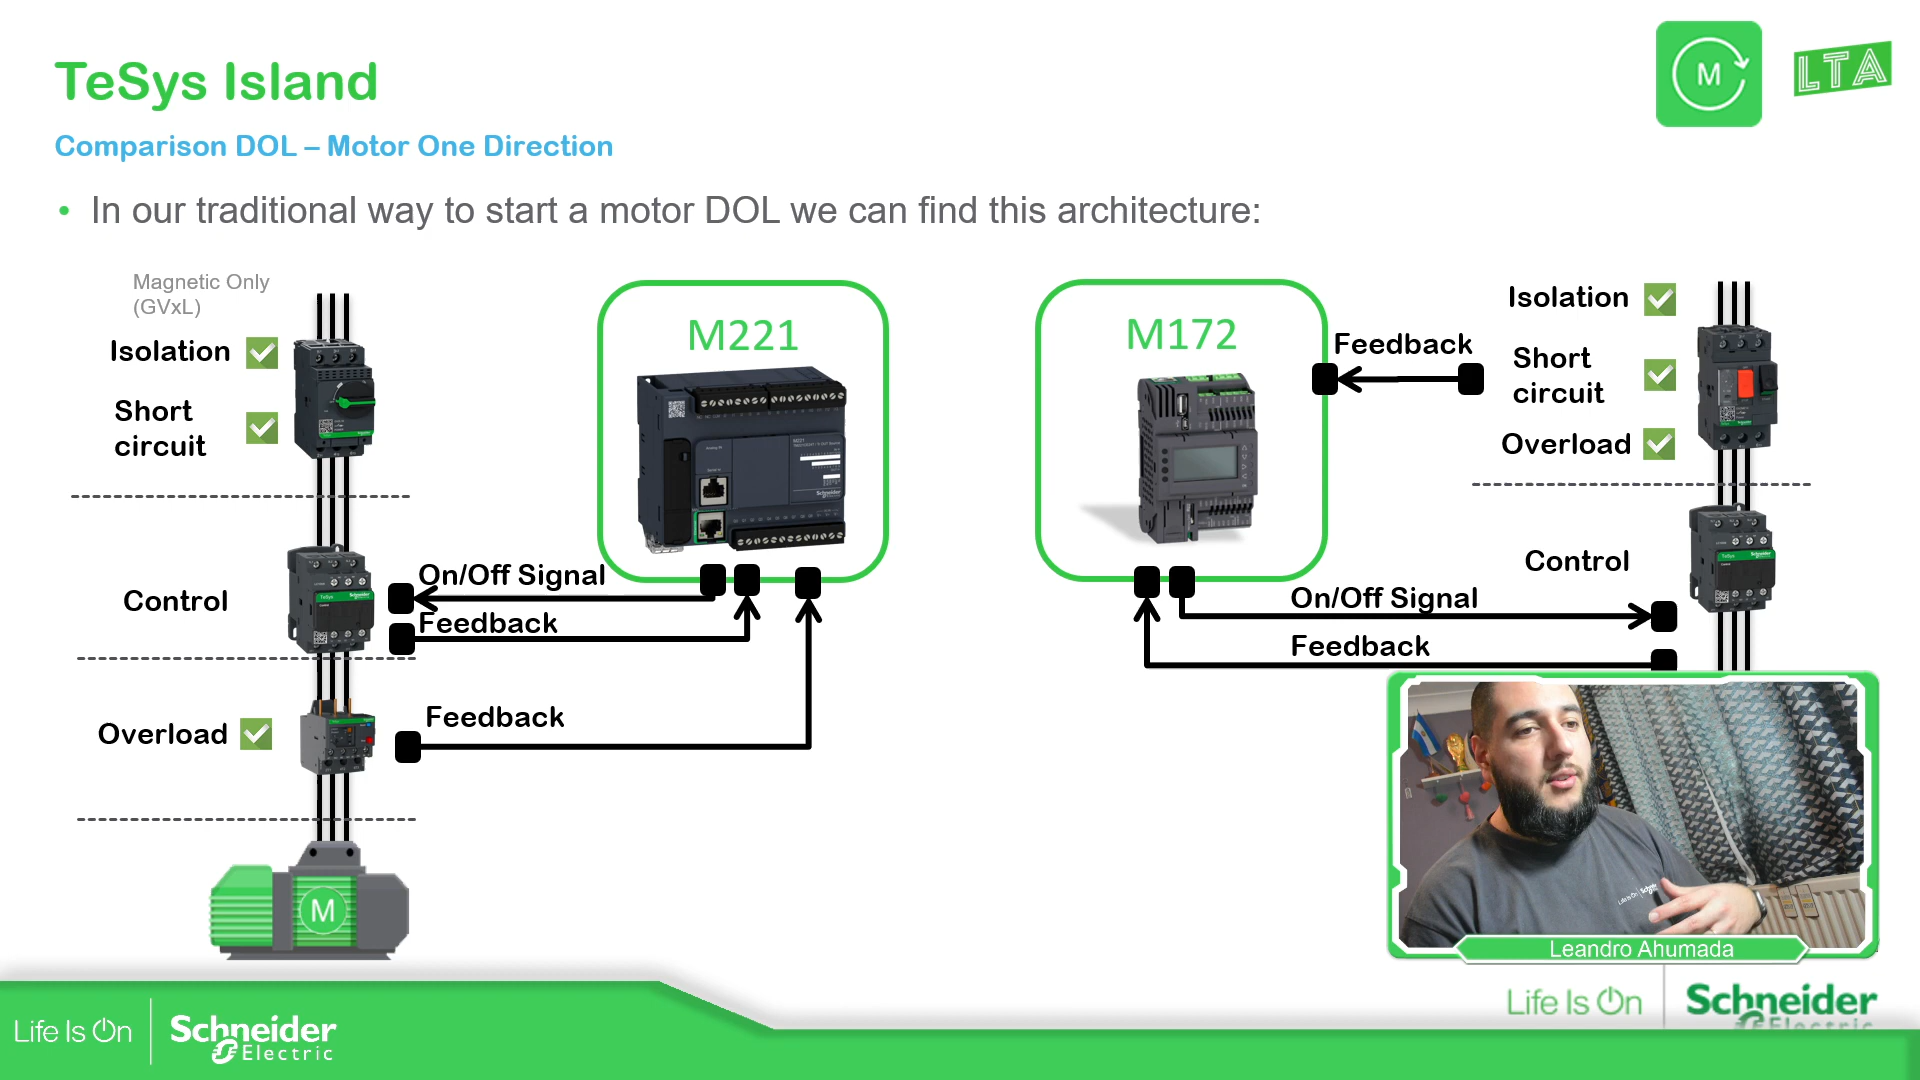 TeSys Island
M
LTA
Comparison DOL – Motor One Direction
• In our traditional way to start a motor DOL we can find this architecture:
Magnetic Only
(GVxL)
Isolation
Short
circuit
Control
Overload
M
M221
On/Off Signal
Feedback
Feedback
M172
Feedback
Isolation
Short
circuit
Overload
Control
On/Off Signal
Feedback
Leandro Ahumada
Life Is On
Schneider
Electric
Life Is On
Schneider
Electric